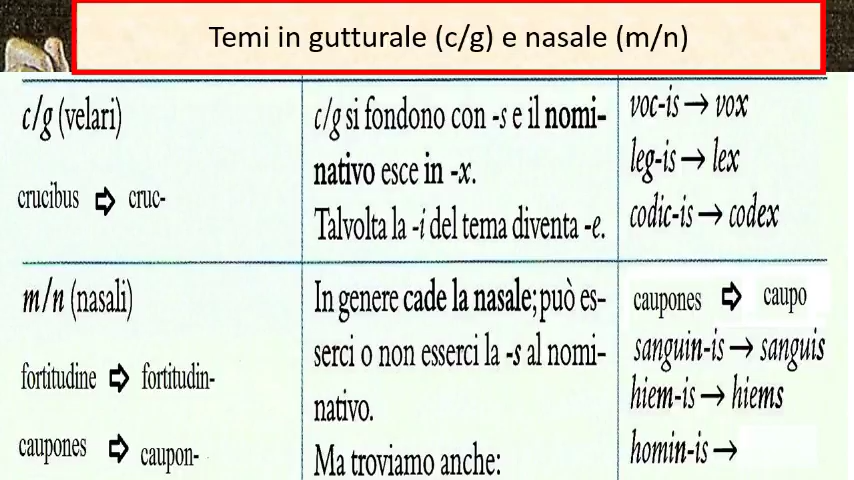 Temi in gutturale (c/g) e nasale (m/n)
c/g (velari)
crucibus ⇨ cruc-
c/g si fondono con -s e il nomi-
nativo esce in -x.
Talvolta la -i del tema diventa -e.
voc-is → vox
leg-is → lex
codic-is → codex
m/n (nasali)
fortitudine ⇨ fortitudin-
caupones ⇨ caupon-
In genere cade la nasale; può es-
serci o non esserci la -s al nomi-
nativo.
Ma troviamo anche:
caupones ⇨ caupo
sanguin-is → sanguis
hiem-is → hiems
homin-is →